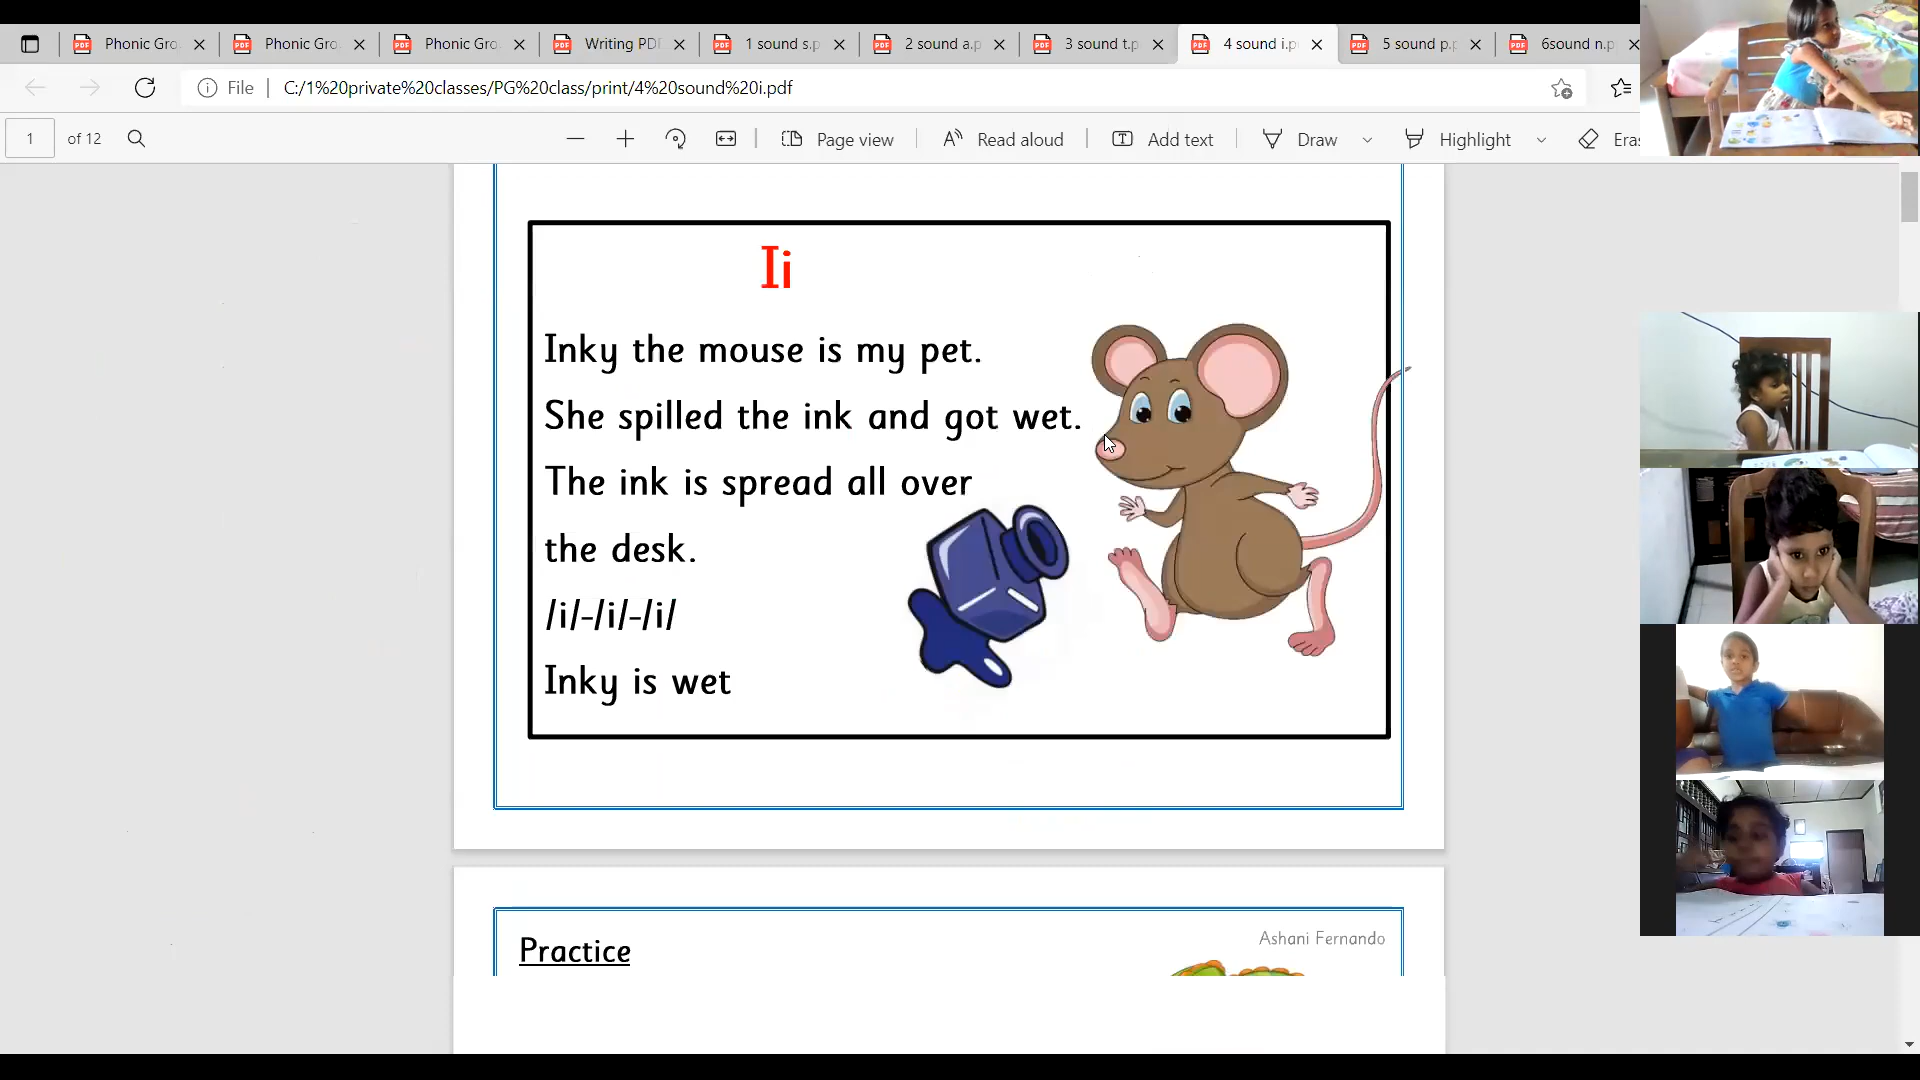 Phonic Gro
Phonic Gro
Phonic Gro
Writing PDF
1 sound s.p
2 sound a.p
3 sound t.p
4 sound i.p
5 sound p.p
6sound n.p
File
C:/1%20private%20classes/PG%20class/print/4%20sound%20i.pdf
1 of 12
Page view
Read aloud
Add text
Draw
Highlight
Eras
Ii
Inky the mouse is my pet.
She spilled the ink and got wet.
The ink is spread all over
the desk.
/i/-/i/-/i/
Inky is wet
Practice
Ashani Fernando